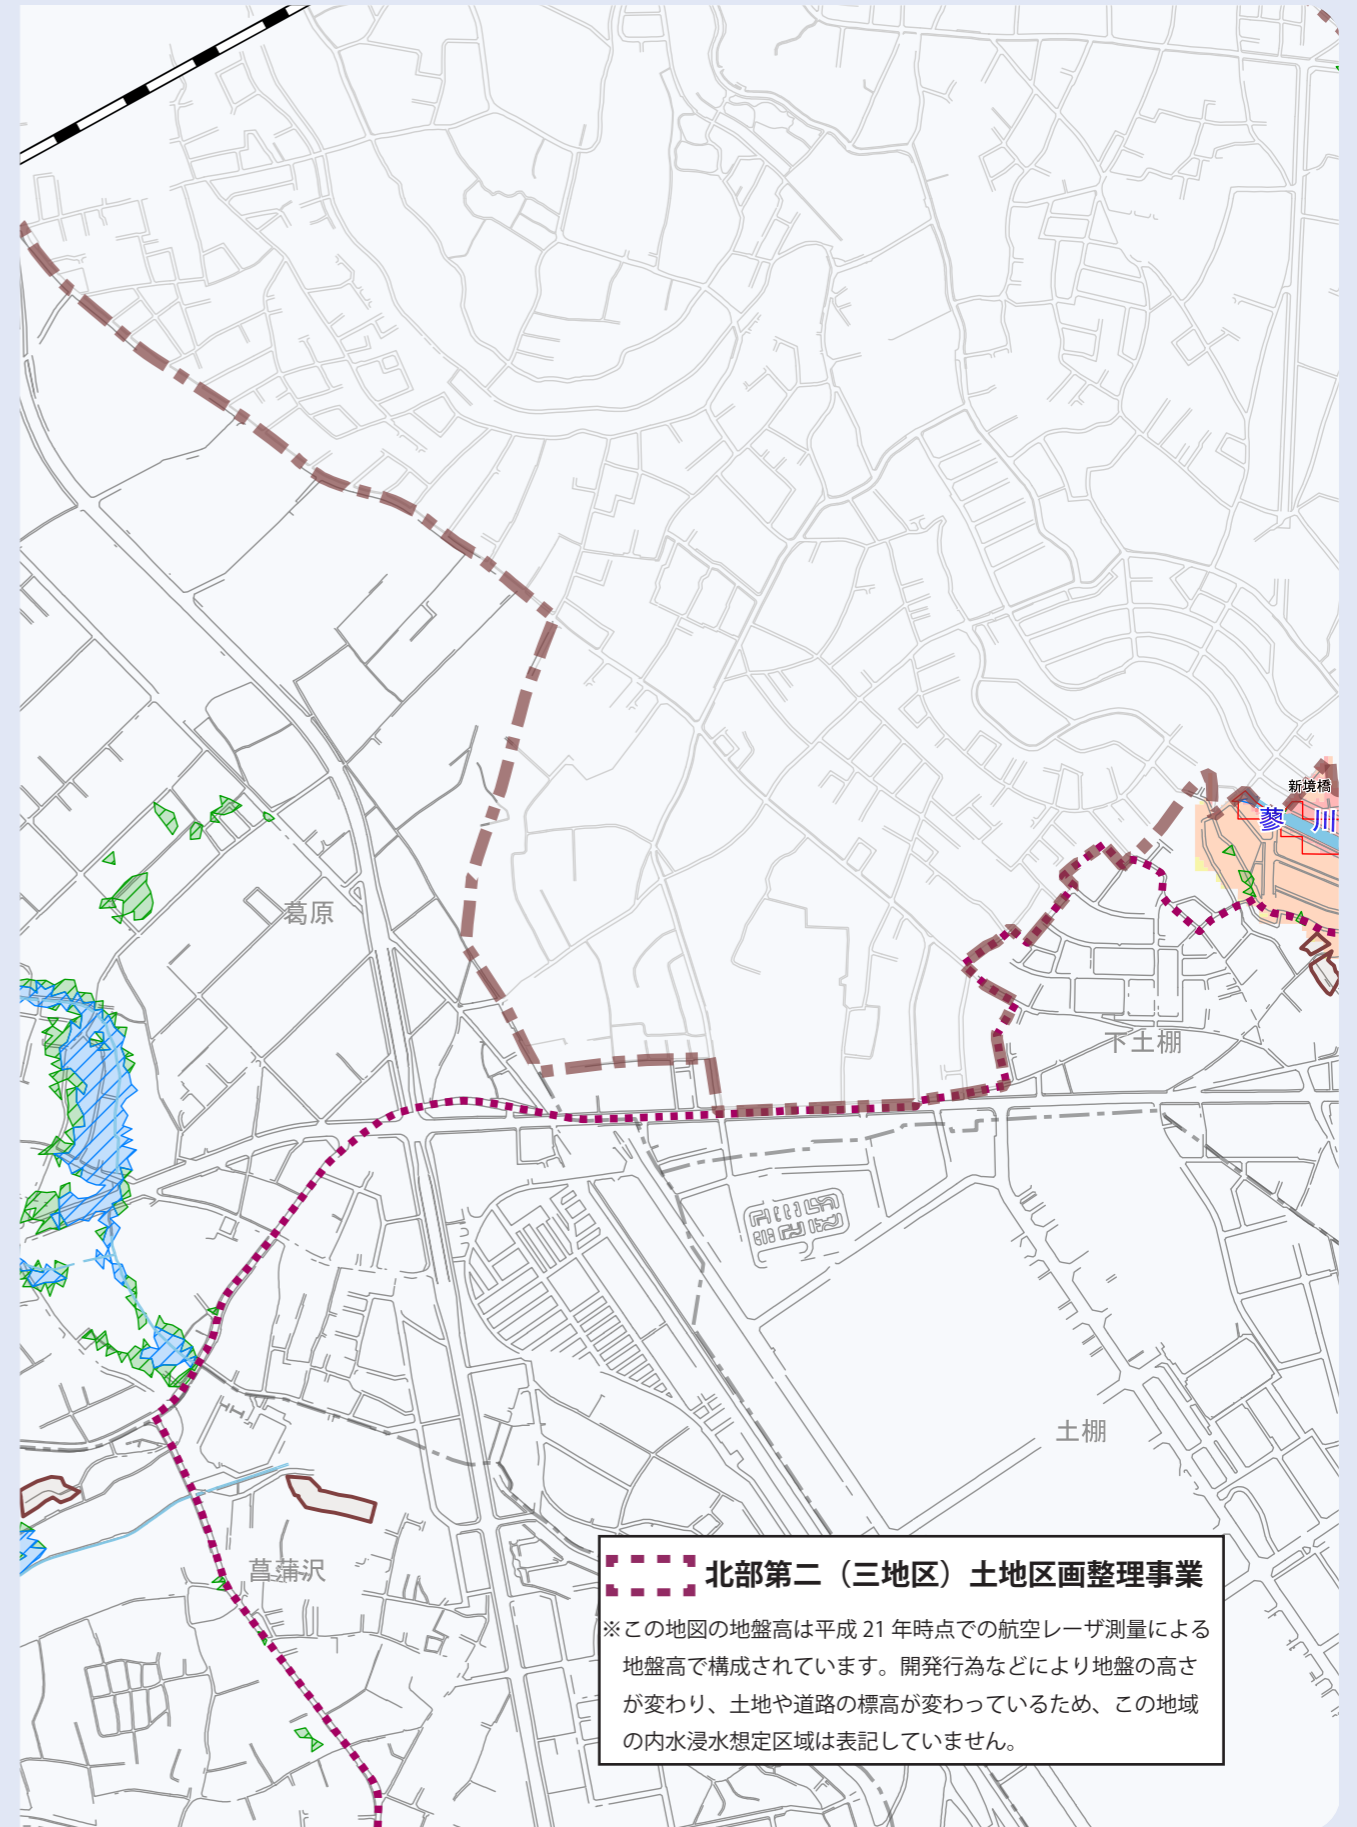 新境橋
蓼 川
葛原
下土棚
土棚
菖蒲沢
北部第二（三地区）土地区画整理事業
※この地図の地盤高は平成 21 年時点での航空レーザ測量による
地盤高で構成されています。開発行為などにより地盤の高さ
が変わり、土地や道路の標高が変わっているため、この地域
の内水浸水想定区域は表記していません。